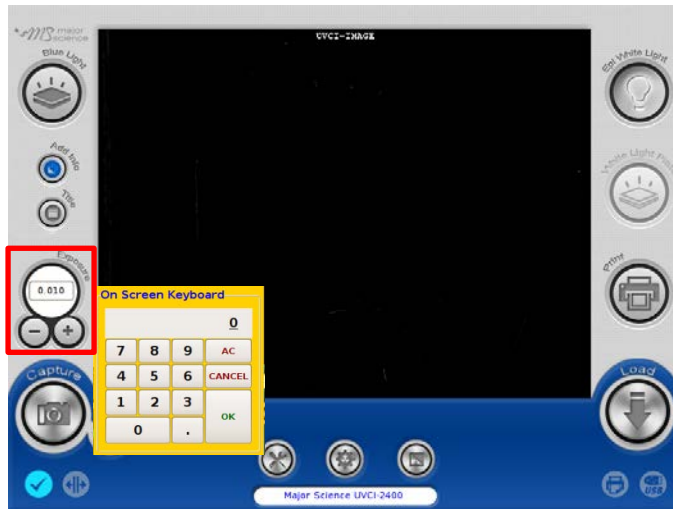 MS major science
UVCI-IMAGE
Blue Light
Epi White Light
Add Info
Title
White Light Plate
Exposure
0.010
Print
On Screen Keyboard
0
7 8 9 AC
4 5 6 CANCEL
1 2 3
OK
0 .
Capture
Load
Major Science UVCI-2400
USB